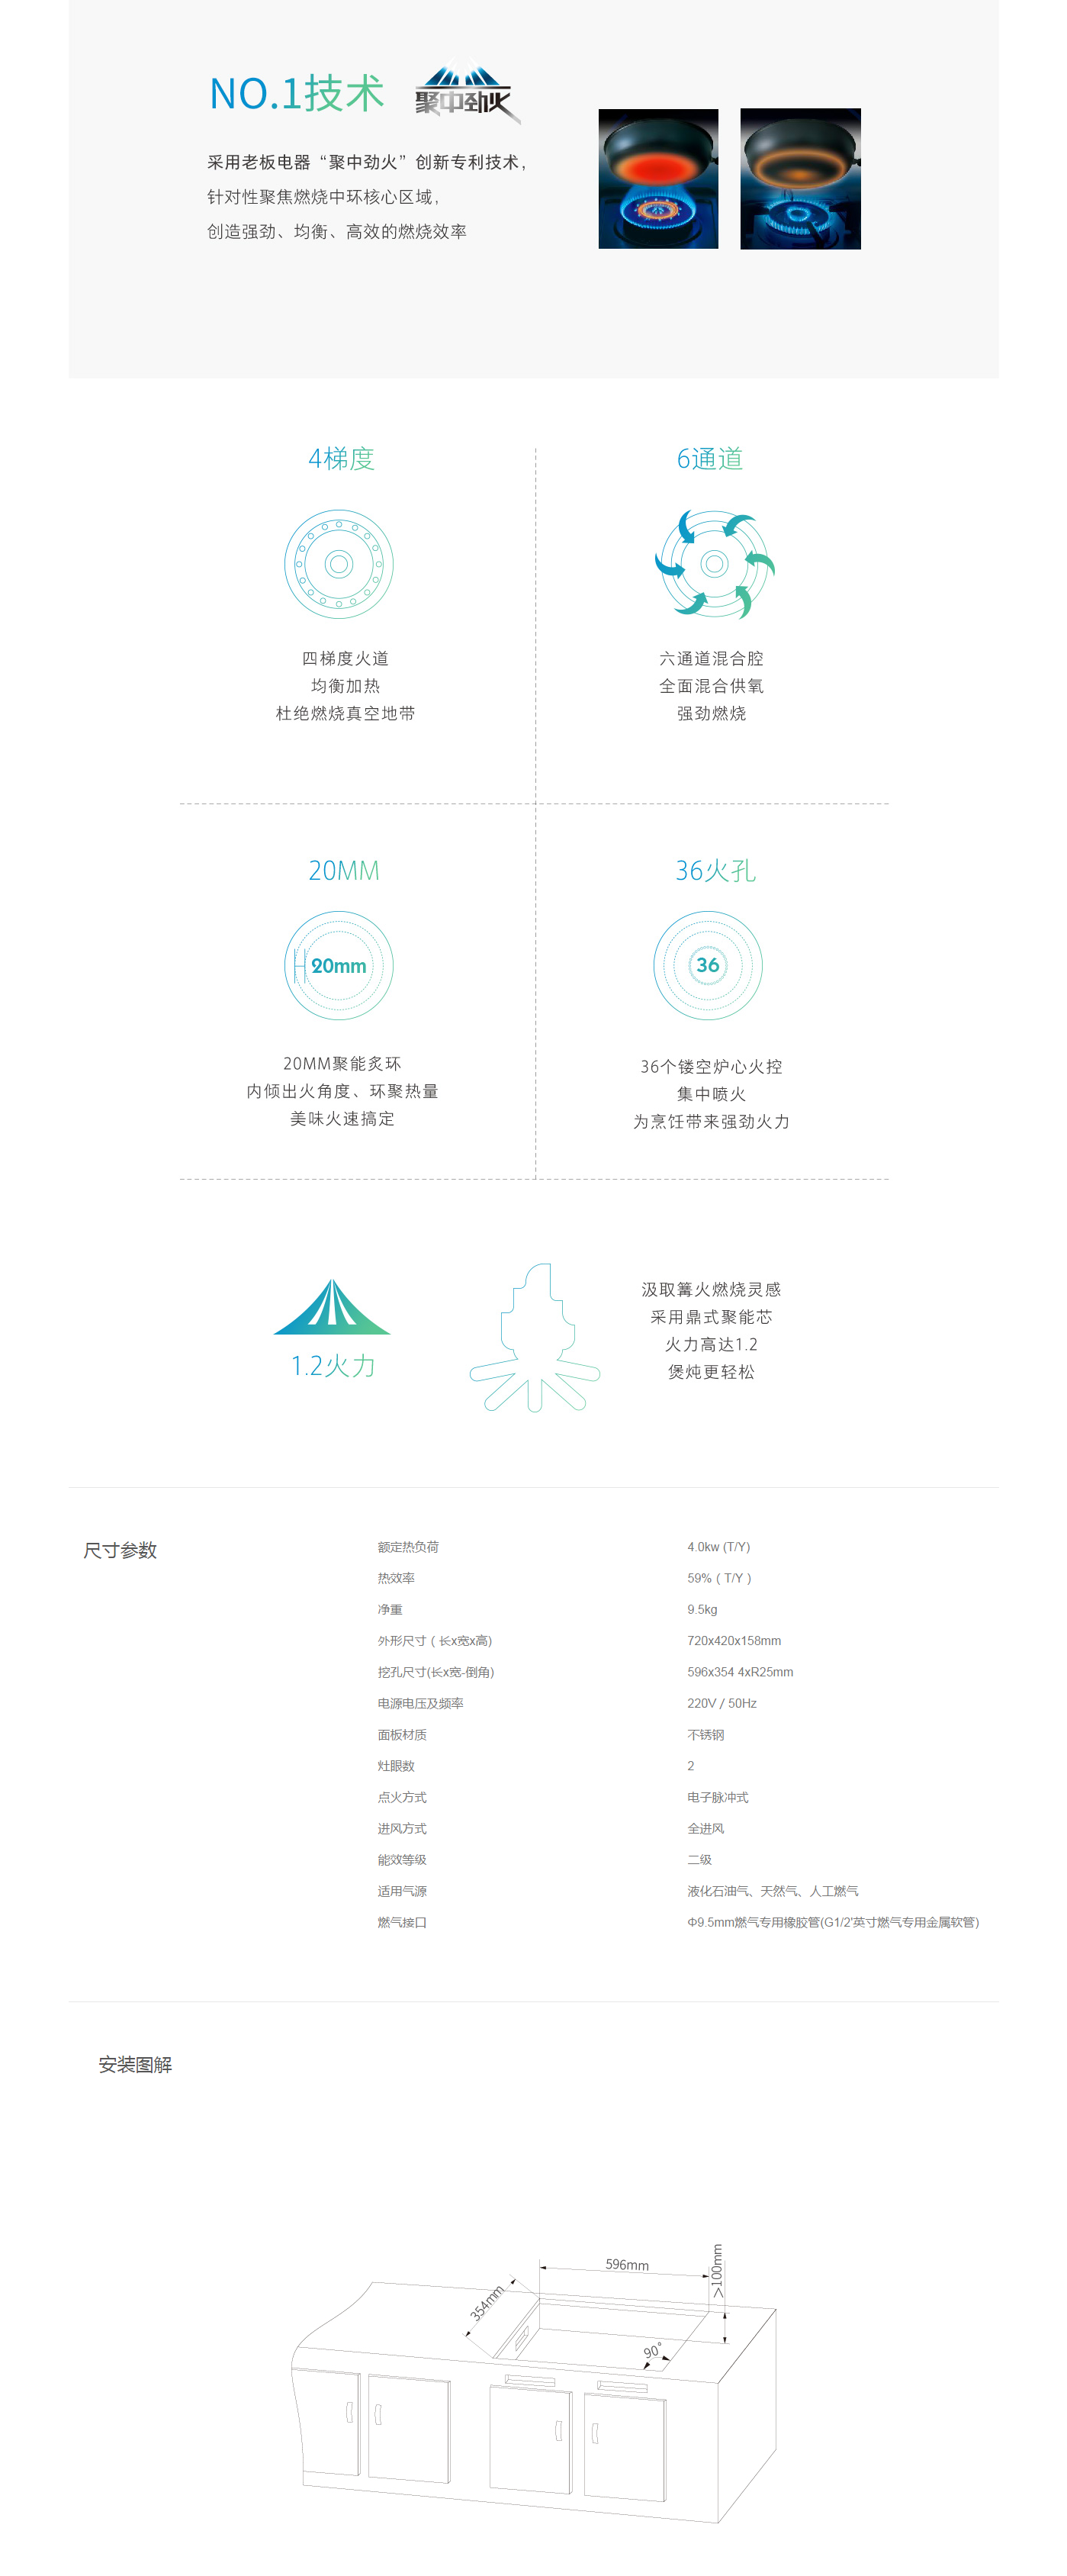 NO.1技术
聚中劲火
采用老板电器“聚中劲火”创新专利技术，
针对性聚焦燃烧中环核心区域，
创造强劲、均衡、高效的燃烧效率
4梯度
四梯度火道
均衡加热
杜绝燃烧真空地带
6通道
六通道混合腔
全面混合供氧
强劲燃烧
20MM
20mm
20MM聚能炙环
内倾出火角度、环聚热量
美味火速搞定
36火孔
36
36个镂空炉心火控
集中喷火
为烹饪带来强劲火力
1.2火力
汲取篝火燃烧灵感
采用鼎式聚能芯
火力高达1.2
煲炖更轻松
尺寸参数
额定热负荷 4.0kw (T/Y)
热效率 59%（T/Y）
净重 9.5kg
外形尺寸（长x宽x高) 720x420x158mm
挖孔尺寸(长x宽-倒角) 596x354 4xR25mm
电源电压及频率 220V / 50Hz
面板材质 不锈钢
灶眼数 2
点火方式 电子脉冲式
进风方式 全进风
能效等级 二级
适用气源 液化石油气、天然气、人工燃气
燃气接口 Φ9.5mm燃气专用橡胶管(G1/2'英寸燃气专用金属软管)
安装图解
596mm
>100mm
354mm
90°